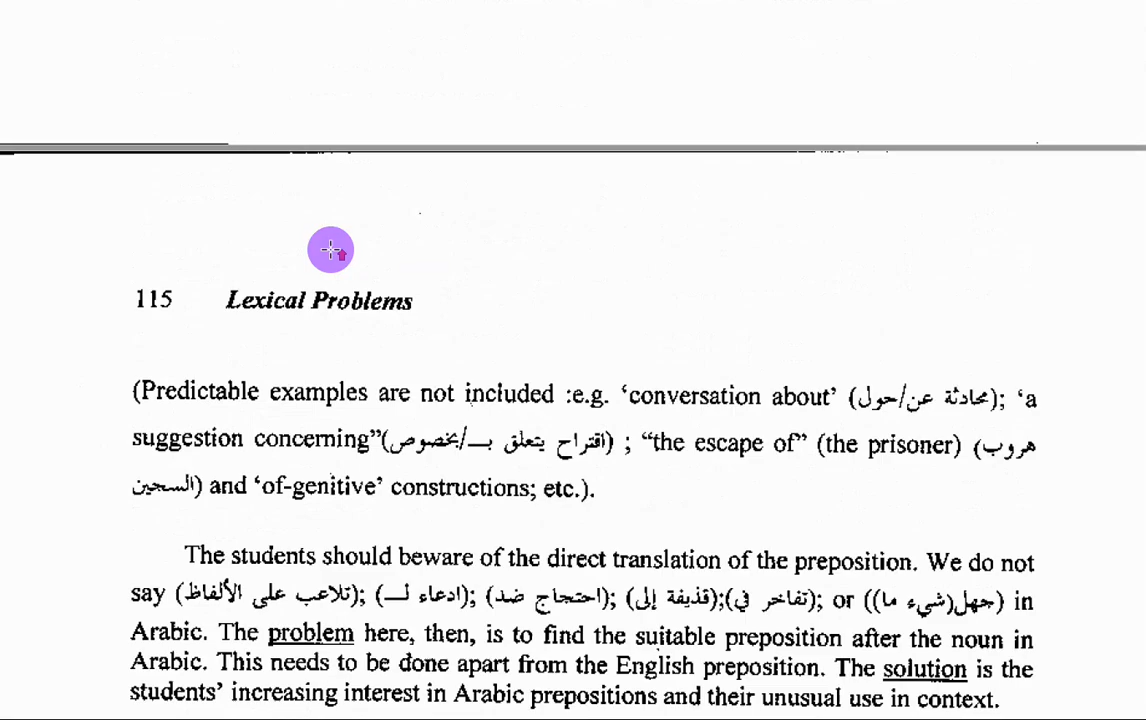 115 Lexical Problems
(Predictable examples are not included :e.g. ‘conversation about’ (محادثة عن/حول); ‘a
suggestion concerning”(اقتراح يتعلق بـ/بخصوص) ; “the escape of” (the prisoner) (هروب
السجين) and ‘of-genitive’ constructions; etc.).
The students should beware of the direct translation of the preposition. We do not
say (تلاعب على الألفاظ); (ادعاء لـ); (احتجاج ضد); (قذيفة إلى);(تفاخر في); or ((جهل(شيء ما) in
Arabic. The problem here, then, is to find the suitable preposition after the noun in
Arabic. This needs to be done apart from the English preposition. The solution is the
students’ increasing interest in Arabic prepositions and their unusual use in context.